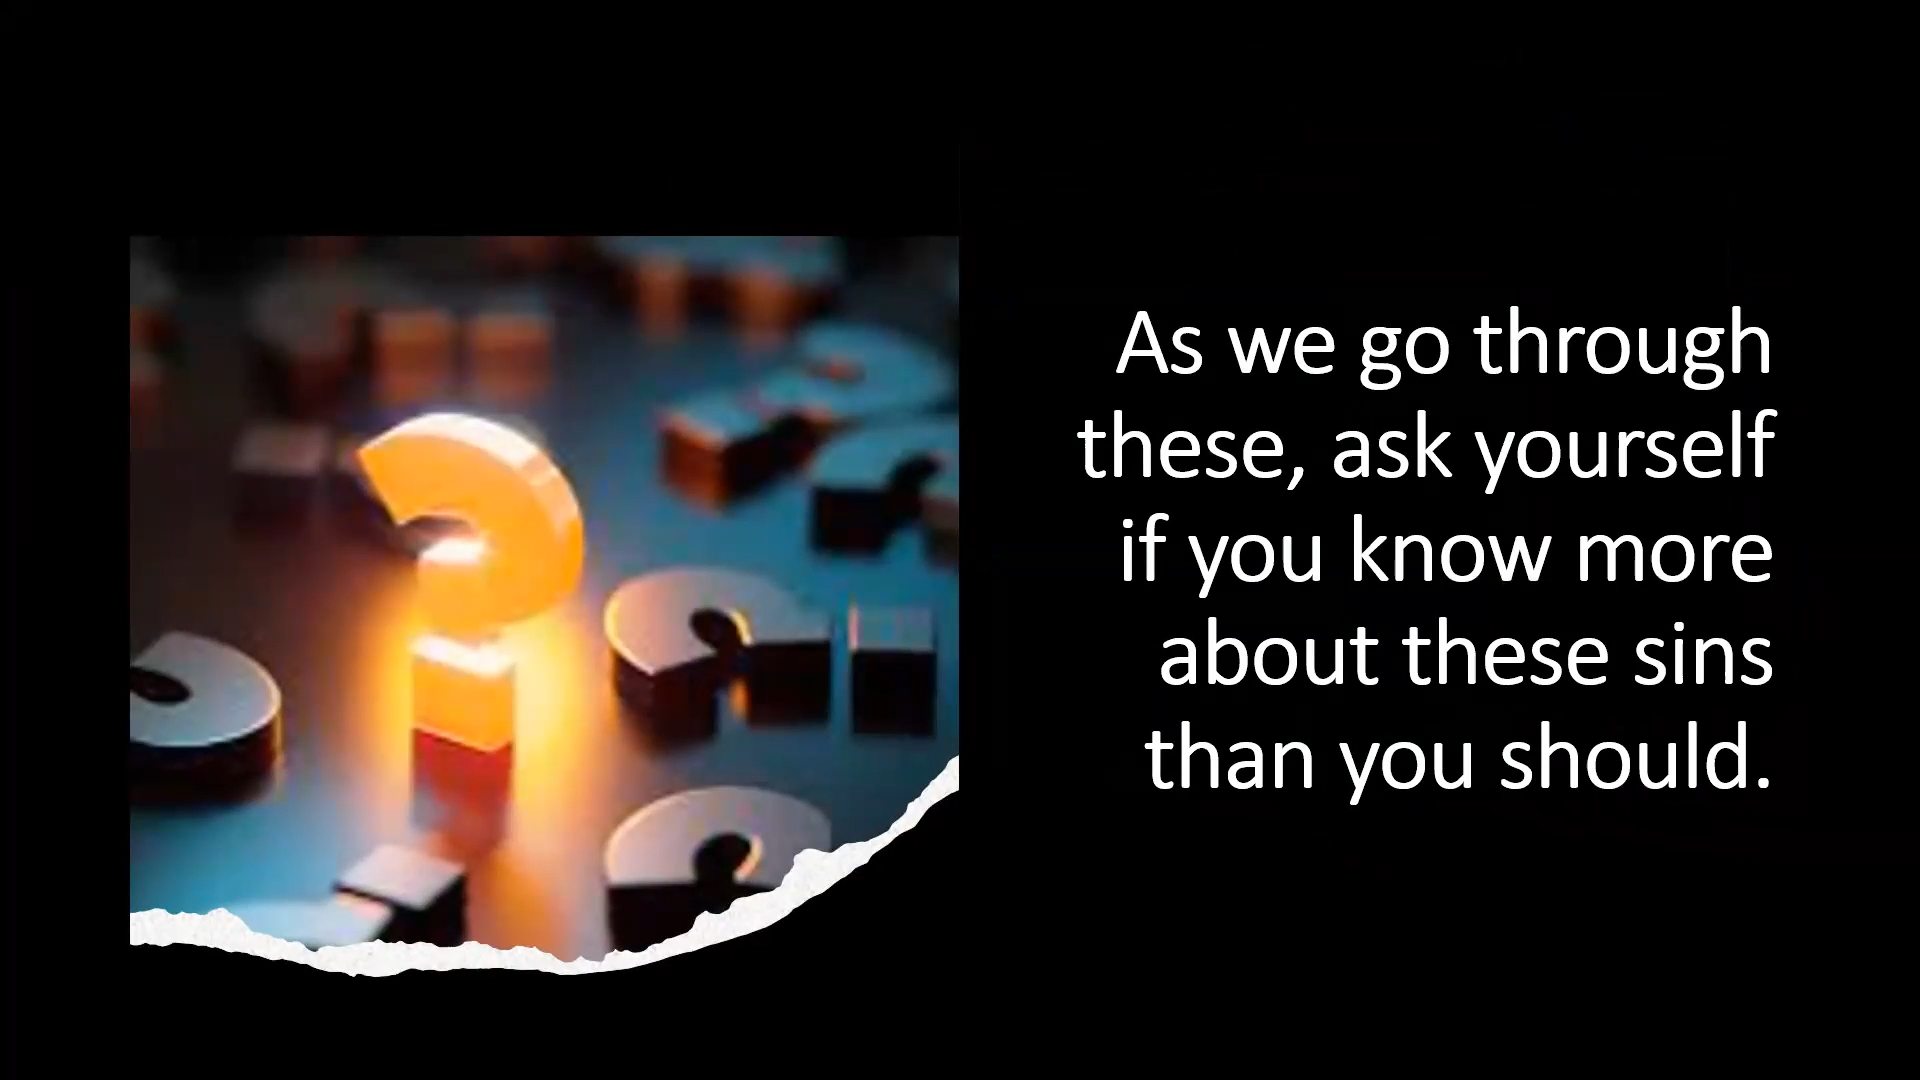 As we go through
these, ask yourself
if you know more
about these sins
than you should.